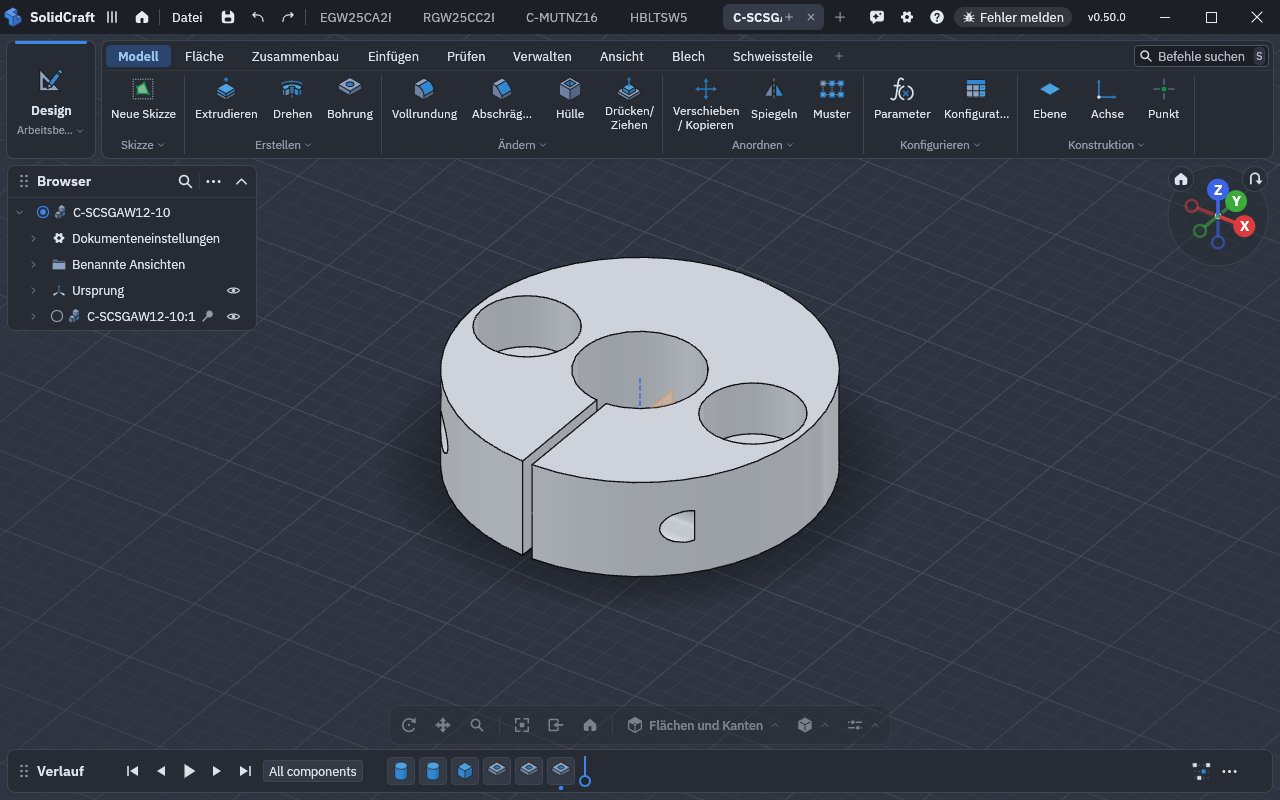 SolidCraft
Datei
EGW25CA2I
RGW25CC2I
C-MUTNZ16
HBLTSW5
C-SCSG
Fehler melden
v0.50.0
Design
Arbeitsbe...
Modell
Fläche
Zusammenbau
Einfügen
Prüfen
Verwalten
Ansicht
Blech
Schweissteile
Befehle suchen
S
Neue Skizze
Extrudieren
Drehen
Bohrung
Vollrundung
Abschräg...
Hülle
Drücken/
Ziehen
Verschieben
/ Kopieren
Spiegeln
Muster
Parameter
Konfigurat...
Ebene
Achse
Punkt
Skizze
Erstellen
Ändern
Anordnen
Konfigurieren
Konstruktion
Browser
C-SCSGAW12-10
Dokumenteneinstellungen
Benannte Ansichten
Ursprung
C-SCSGAW12-10:1
Z
Y
X
Flächen und Kanten
Verlauf
All components